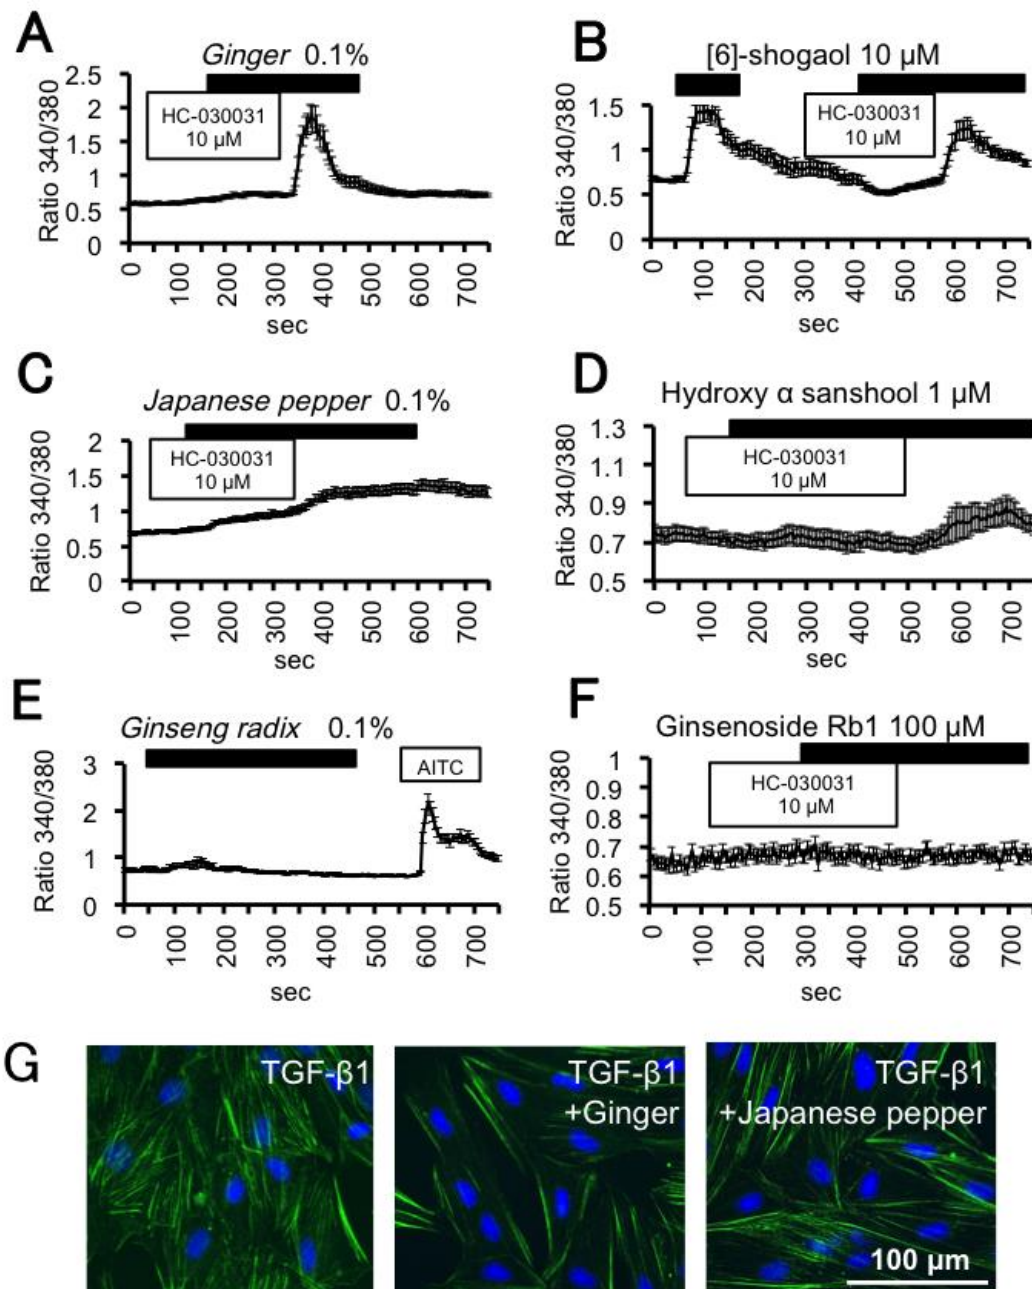 A
Ginger 0.1%
HC-030031
10 µM
Ratio 340/380
2.5
2
1.5
1
0.5
0
0
100
200
300
400
500
600
700
sec
B
[6]-shogaol 10 µM
HC-030031
10 µM
Ratio 340/380
1.5
1
0.5
0
0
100
200
300
400
500
600
700
sec
C
Japanese pepper 0.1%
HC-030031
10 µM
Ratio 340/380
2
1.5
1
0.5
0
0
100
200
300
400
500
600
700
sec
D
Hydroxy α sanshool 1 µM
HC-030031
10 µM
Ratio 340/380
1.3
1.1
0.9
0.7
0.5
0
100
200
300
400
500
600
700
sec
E
Ginseng radix 0.1%
AITC
Ratio 340/380
3
2
1
0
0
100
200
300
400
500
600
700
sec
F
Ginsenoside Rb1 100 µM
HC-030031
10 µM
Ratio 340/380
1
0.9
0.8
0.7
0.6
0.5
0
100
200
300
400
500
600
700
sec
G
TGF-β1
TGF-β1
+Ginger
TGF-β1
+Japanese pepper
100 µm